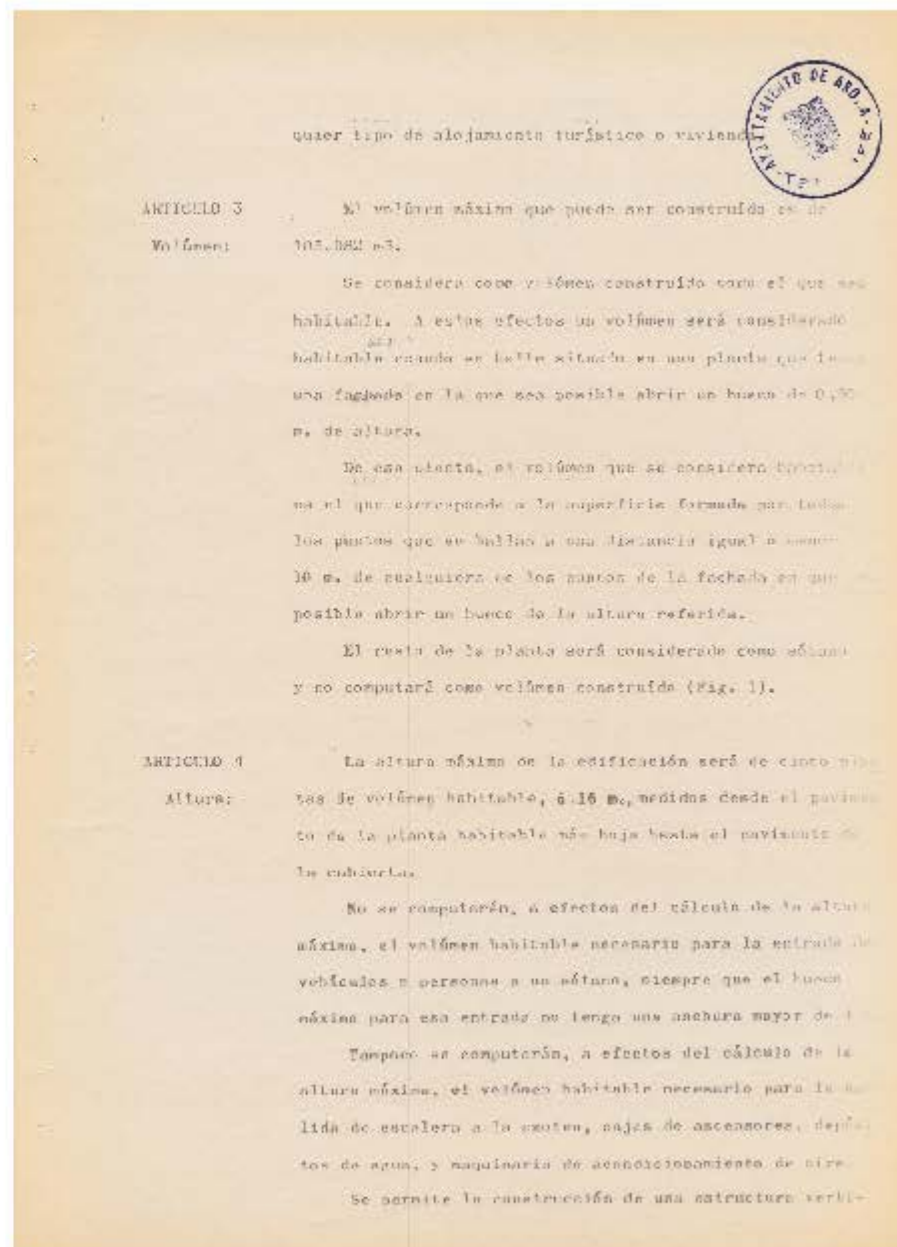 AYUNTAMIENTO DE ARO
quier tipo de alojamiento turístico o vivienda
ARTICULO 3
Volúmen:
El volúmen máximo que puede ser construído es de
m3.
Se considera como volúmen construído todo el que sea
habitable. A estos efectos un volúmen será considerado
habitable cuando se halle situado en una planta que
una fachada en la que sea posible abrir un hueco de
m. de altura.
De esa planta, el volúmen que se considera
es el que corresponde a la superficie formada por todos
los puntos que se hallan a una distancia igual o menor
10 m. de cualquiera de los puntos de la fachada en que
posible abrir un hueco de la altura referida.
El resto de la planta será considerado como sótano
y no computará como volúmen construído (Fig. 1).
ARTICULO 4
Altura:
La altura máxima de la edificación será de cinco
tas de volúmen habitable, ó 16 m., medidos desde el pavimen
to de la planta habitable más baja hasta el pavimento de
la cubierta.
No se computarán, a efectos del cálculo de la altura
máxima, el volúmen habitable necesario para la entrada de
vehículos o personas a un sótano, siempre que el hueco
máximo para esa entrada no tenga una anchura mayor de
Tampoco se computarán, a efectos del cálculo de la
altura máxima, el volúmen habitable necesario para la
lida de escalera a la azotea, cajas de ascensores,
tos de agua, y maquinaria de acondicionamiento de aire.
Se permite la construcción de una estructura